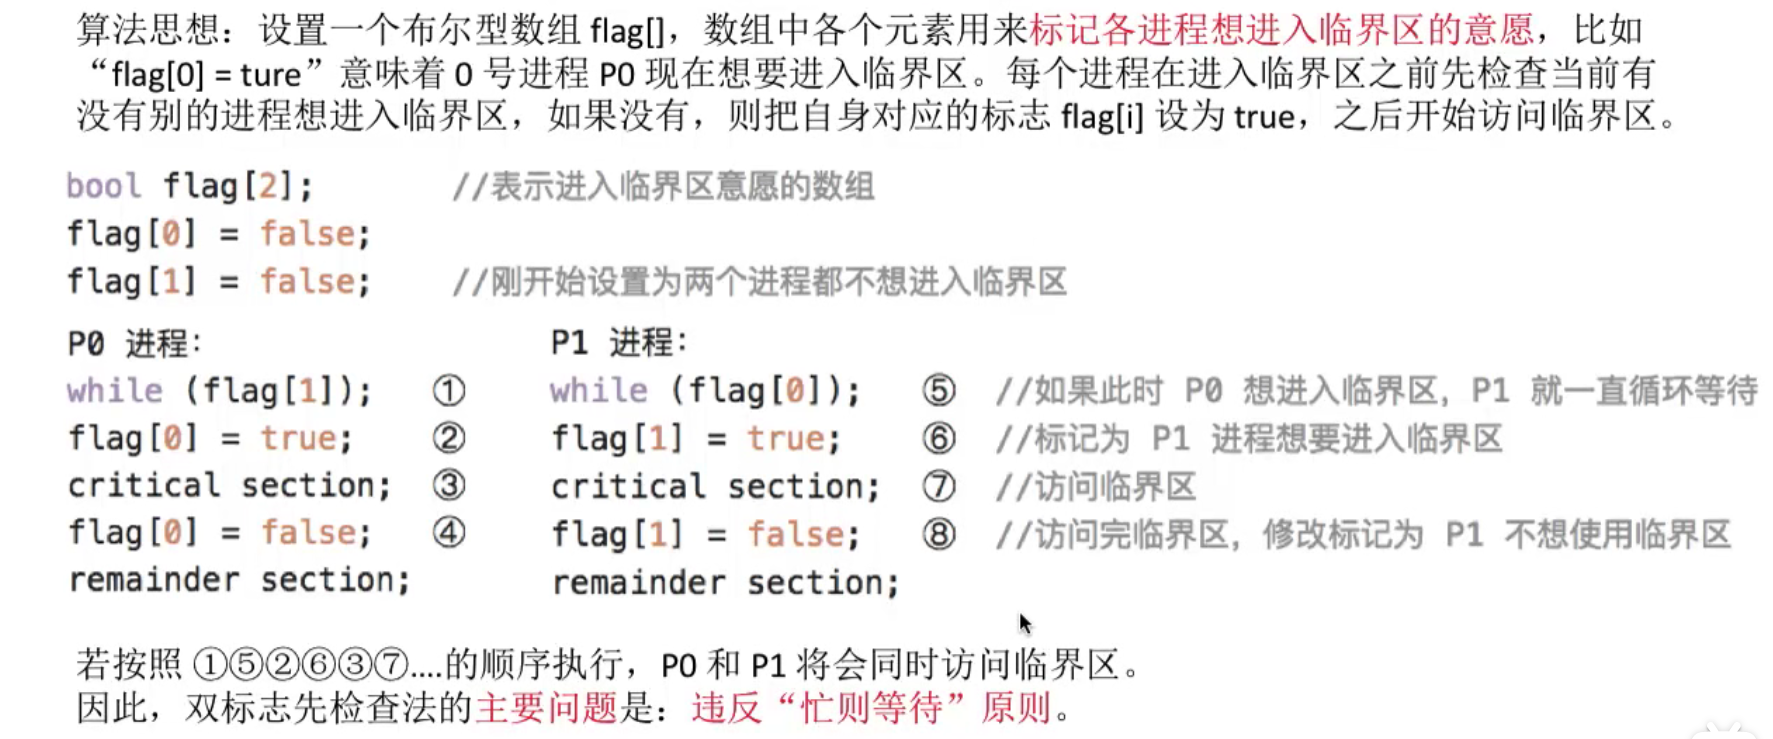 算法思想：设置一个布尔型数组 flag[]，数组中各个元素用来标记各进程想进入临界区的意愿，比如
“flag[0] = ture”意味着 0 号进程 P0 现在想要进入临界区。每个进程在进入临界区之前先检查当前有
没有别的进程想进入临界区，如果没有，则把自身对应的标志 flag[i] 设为 true，之后开始访问临界区。
bool flag[2]; //表示进入临界区意愿的数组
flag[0] = false;
flag[1] = false; //刚开始设置为两个进程都不想进入临界区
P0 进程： P1 进程：
while (flag[1]); ① while (flag[0]); ⑤ //如果此时 P0 想进入临界区，P1 就一直循环等待
flag[0] = true; ② flag[1] = true; ⑥ //标记为 P1 进程想要进入临界区
critical section; ③ critical section; ⑦ //访问临界区
flag[0] = false; ④ flag[1] = false; ⑧ //访问完临界区，修改标记为 P1 不想使用临界区
remainder section; remainder section;
若按照 ①⑤②⑥③⑦....的顺序执行，P0 和 P1 将会同时访问临界区。
因此，双标志先检查法的主要问题是：违反“忙则等待”原则。